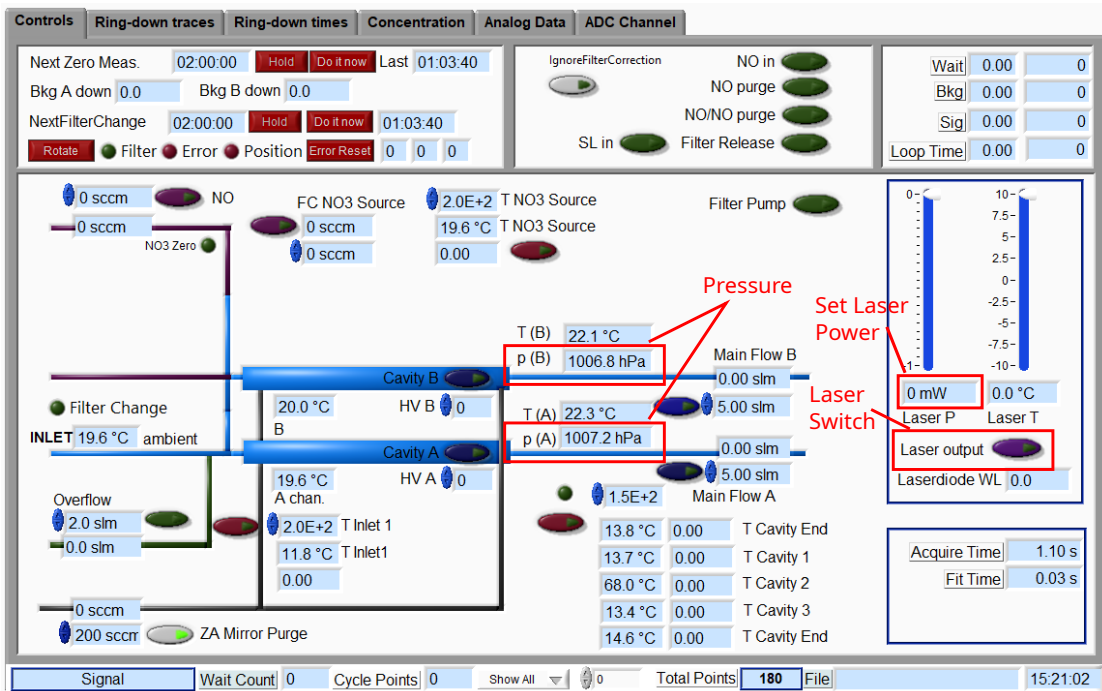 Controls Ring-down traces Ring-down times Concentration Analog Data ADC Channel
Next Zero Meas. 02:00:00 Hold Do it now Last 01:03:40
Bkg A down 0.0 Bkg B down 0.0
NextFilterChange 02:00:00 Hold Do it now 01:03:40
Rotate Filter Error Position Error Reset 0 0 0
IgnoreFilterCorrection NO in
NO purge
NO/NO purge
SL in Filter Release
Wait 0.00 0
Bkg 0.00 0
Sig 0.00 0
Loop Time 0.00 0
0 sccm NO
0 sccm
NO3 Zero
FC NO3 Source 2.0E+2 T NO3 Source
0 sccm 19.6 °C T NO3 Source
0 sccm 0.00
Filter Pump
Pressure
T (B) 22.1 °C
p (B) 1006.8 hPa
Main Flow B
Cavity B 0.00 slm
20.0 °C HV B 0 5.00 slm
B
T (A) 22.3 °C
p (A) 1007.2 hPa
Filter Change
INLET 19.6 °C ambient
Cavity A 0.00 slm
19.6 °C HV A 0 5.00 slm
A chan.
1.5E+2 Main Flow A
Overflow
2.0 slm
0.0 slm
2.0E+2 T Inlet 1
11.8 °C T Inlet1
0.00
13.8 °C 0.00 T Cavity End
13.7 °C 0.00 T Cavity 1
68.0 °C 0.00 T Cavity 2
13.4 °C 0.00 T Cavity 3
14.6 °C 0.00 T Cavity End
0 sccm
200 sccm ZA Mirror Purge
0- 10-
7.5-
5-
2.5-
0-
-2.5-
-5-
-7.5-
-1- -10-
Set Laser
Power
0 mW 0.0 °C
Laser P Laser T
Laser
Switch
Laser output
Laserdiode WL 0.0
Acquire Time 1.10 s
Fit Time 0.03 s
Signal Wait Count 0 Cycle Points 0 Show All 0 Total Points 180 File 15:21:02